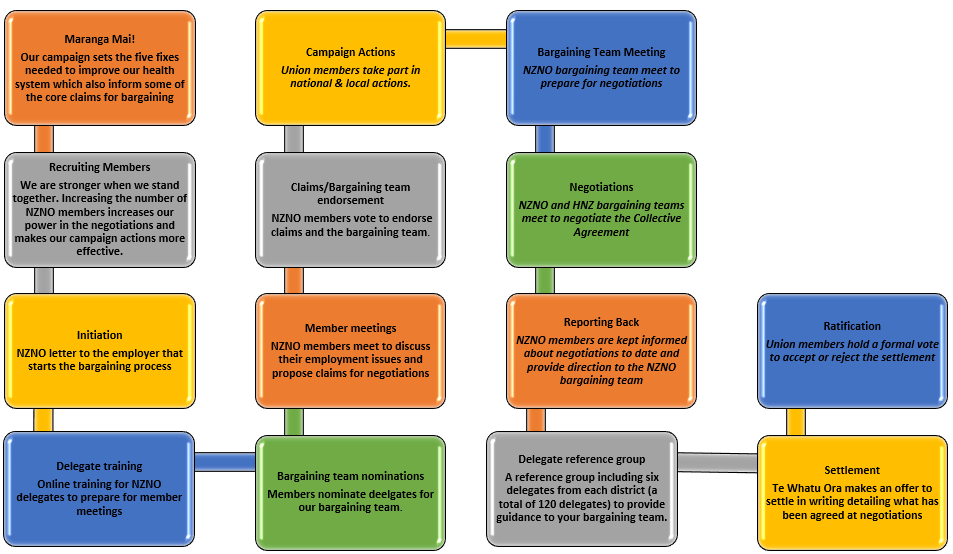 Maranga Mai!
Our campaign sets the five fixes
needed to improve our health
system which also inform some of
the core claims for bargaining
Recruiting Members
We are stronger when we stand
together. Increasing the number of
NZNO members increases our
power in the negotiations and
makes our campaign actions more
effective.
Initiation
NZNO letter to the employer that
starts the bargaining process
Delegate training
Online training for NZNO
delegates to prepare for member
meetings
Bargaining team nominations
Members nominate deelgates for
our bargaining team.
Member meetings
NZNO members meet to discuss
their employment issues and
propose claims for negotiations
Claims/Bargaining team
endorsement
NZNO members vote to endorse
claims and the bargaining team.
Campaign Actions
Union members take part in
national & local actions.
Bargaining Team Meeting
NZNO bargaining team meet to
prepare for negotiations
Negotiations
NZNO and HNZ bargaining teams
meet to negotiate the Collective
Agreement
Reporting Back
NZNO members are kept informed
about negotiations to date and
provide direction to the NZNO
bargaining team
Delegate reference group
A reference group including six
delegates from each district (a
total of 120 delegates) to provide
guidance to your bargaining team.
Settlement
Te Whatu Ora makes an offer to
settle in writing detailing what has
been agreed at negotiations
Ratification
Union members hold a formal vote
to accept or reject the settlement